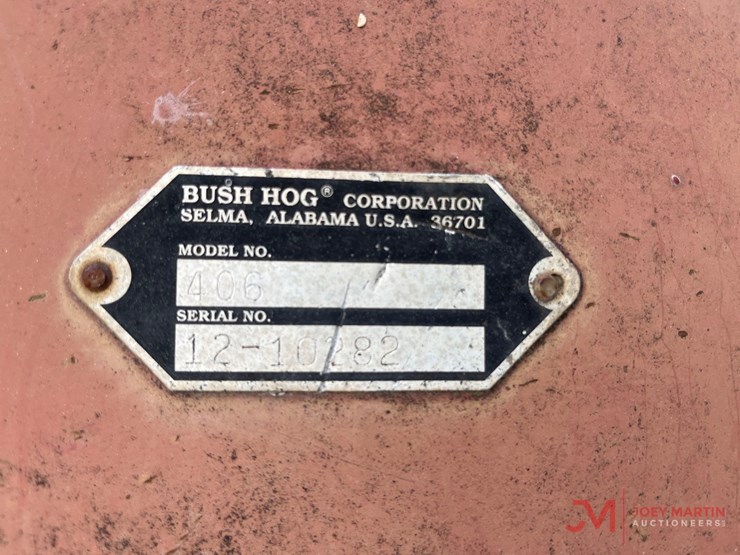 BUSH HOG® CORPORATION
SELMA, ALABAMA U.S.A. 36701
MODEL NO.
406
SERIAL NO.
12-10282
JOEY MARTIN
AUCTIONEERS